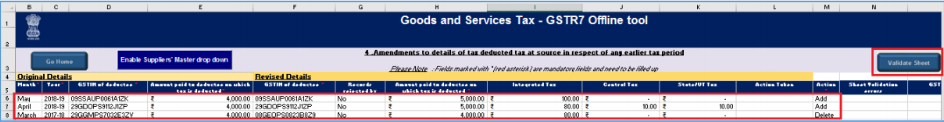 A B C D E F G H I J K L M N
1 Goods and Services Tax - GSTR7 Offline tool
2
Go Home Enable Suppliers' Master drop down 4 .Amendments to details of tax deducted tax at source in respect of any earlier tax period Validate Sheet
3 Please Note : Fields marked with *(red asterisk) are mandatory fields and need to be filled up
4 Original Details Revised Details
Month Year GSTIN of deductee Amount paid to deductee on which tax is deducted GSTIN of deductee Records rejected by Amount paid to deductee on which tax is deducted Integrated Tax Central Tax State/UT Tax Action Taken Action Sheet Validation errors GST
5
6 May 2018-19 09SSAUP0061A1ZK ₹ 4,000.00 09SSAUP0061A1ZK No ₹ 5,000.00 ₹ 100.00 ₹ - ₹ - Add
7 April 2018-19 29GDOPS9112J1ZP ₹ 4,000.00 29GDOPS9112J1ZP No ₹ 5,000.00 ₹ 80.00 ₹ 10.00 ₹ 10.00 Add
8 March 2017-18 29GGMPS7032E3ZY ₹ 4,000.00 No ₹ 4,000.00 ₹ 80.00 ₹ - ₹ - Delete